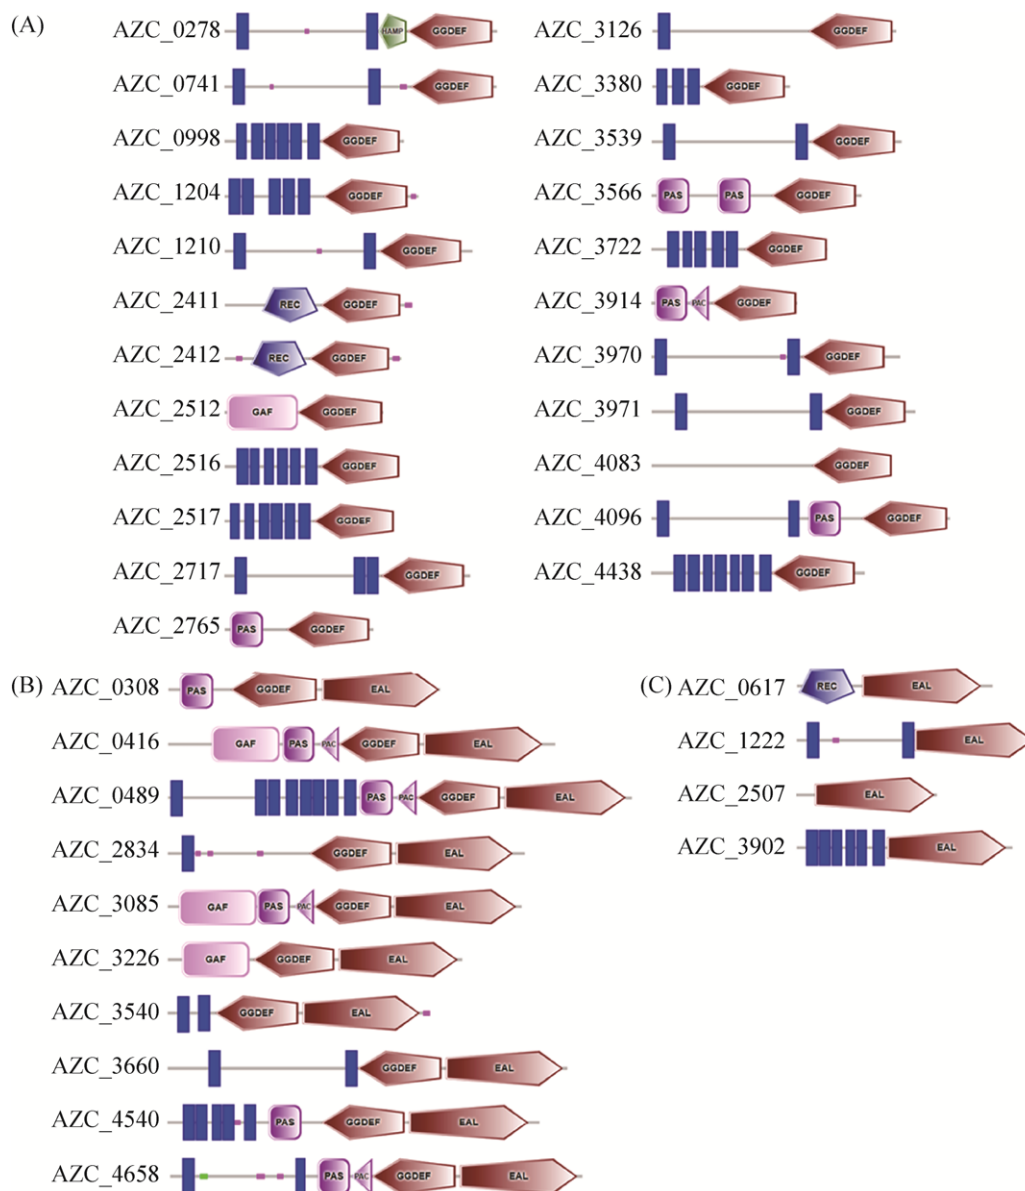 (A)
AZC_0278 HAMP GGDEF
AZC_0741 GGDEF
AZC_0998 GGDEF
AZC_1204 GGDEF
AZC_1210 GGDEF
AZC_2411 REC GGDEF
AZC_2412 REC GGDEF
AZC_2512 GAF GGDEF
AZC_2516 GGDEF
AZC_2517 GGDEF
AZC_2717 GGDEF
AZC_2765 PAS GGDEF
AZC_3126 GGDEF
AZC_3380 GGDEF
AZC_3539 GGDEF
AZC_3566 PAS PAS GGDEF
AZC_3722 GGDEF
AZC_3914 PAS PAC GGDEF
AZC_3970 GGDEF
AZC_3971 GGDEF
AZC_4083 GGDEF
AZC_4096 PAS GGDEF
AZC_4438 GGDEF
(B)
AZC_0308 PAS GGDEF EAL
AZC_0416 GAF PAS PAC GGDEF EAL
AZC_0489 PAS PAC GGDEF EAL
AZC_2834 GGDEF EAL
AZC_3085 GAF PAS PAC GGDEF EAL
AZC_3226 GAF GGDEF EAL
AZC_3540 GGDEF EAL
AZC_3660 GGDEF EAL
AZC_4540 PAS GGDEF EAL
AZC_4658 PAS PAC GGDEF EAL
(C)
AZC_0617 REC EAL
AZC_1222 EAL
AZC_2507 EAL
AZC_3902 EAL